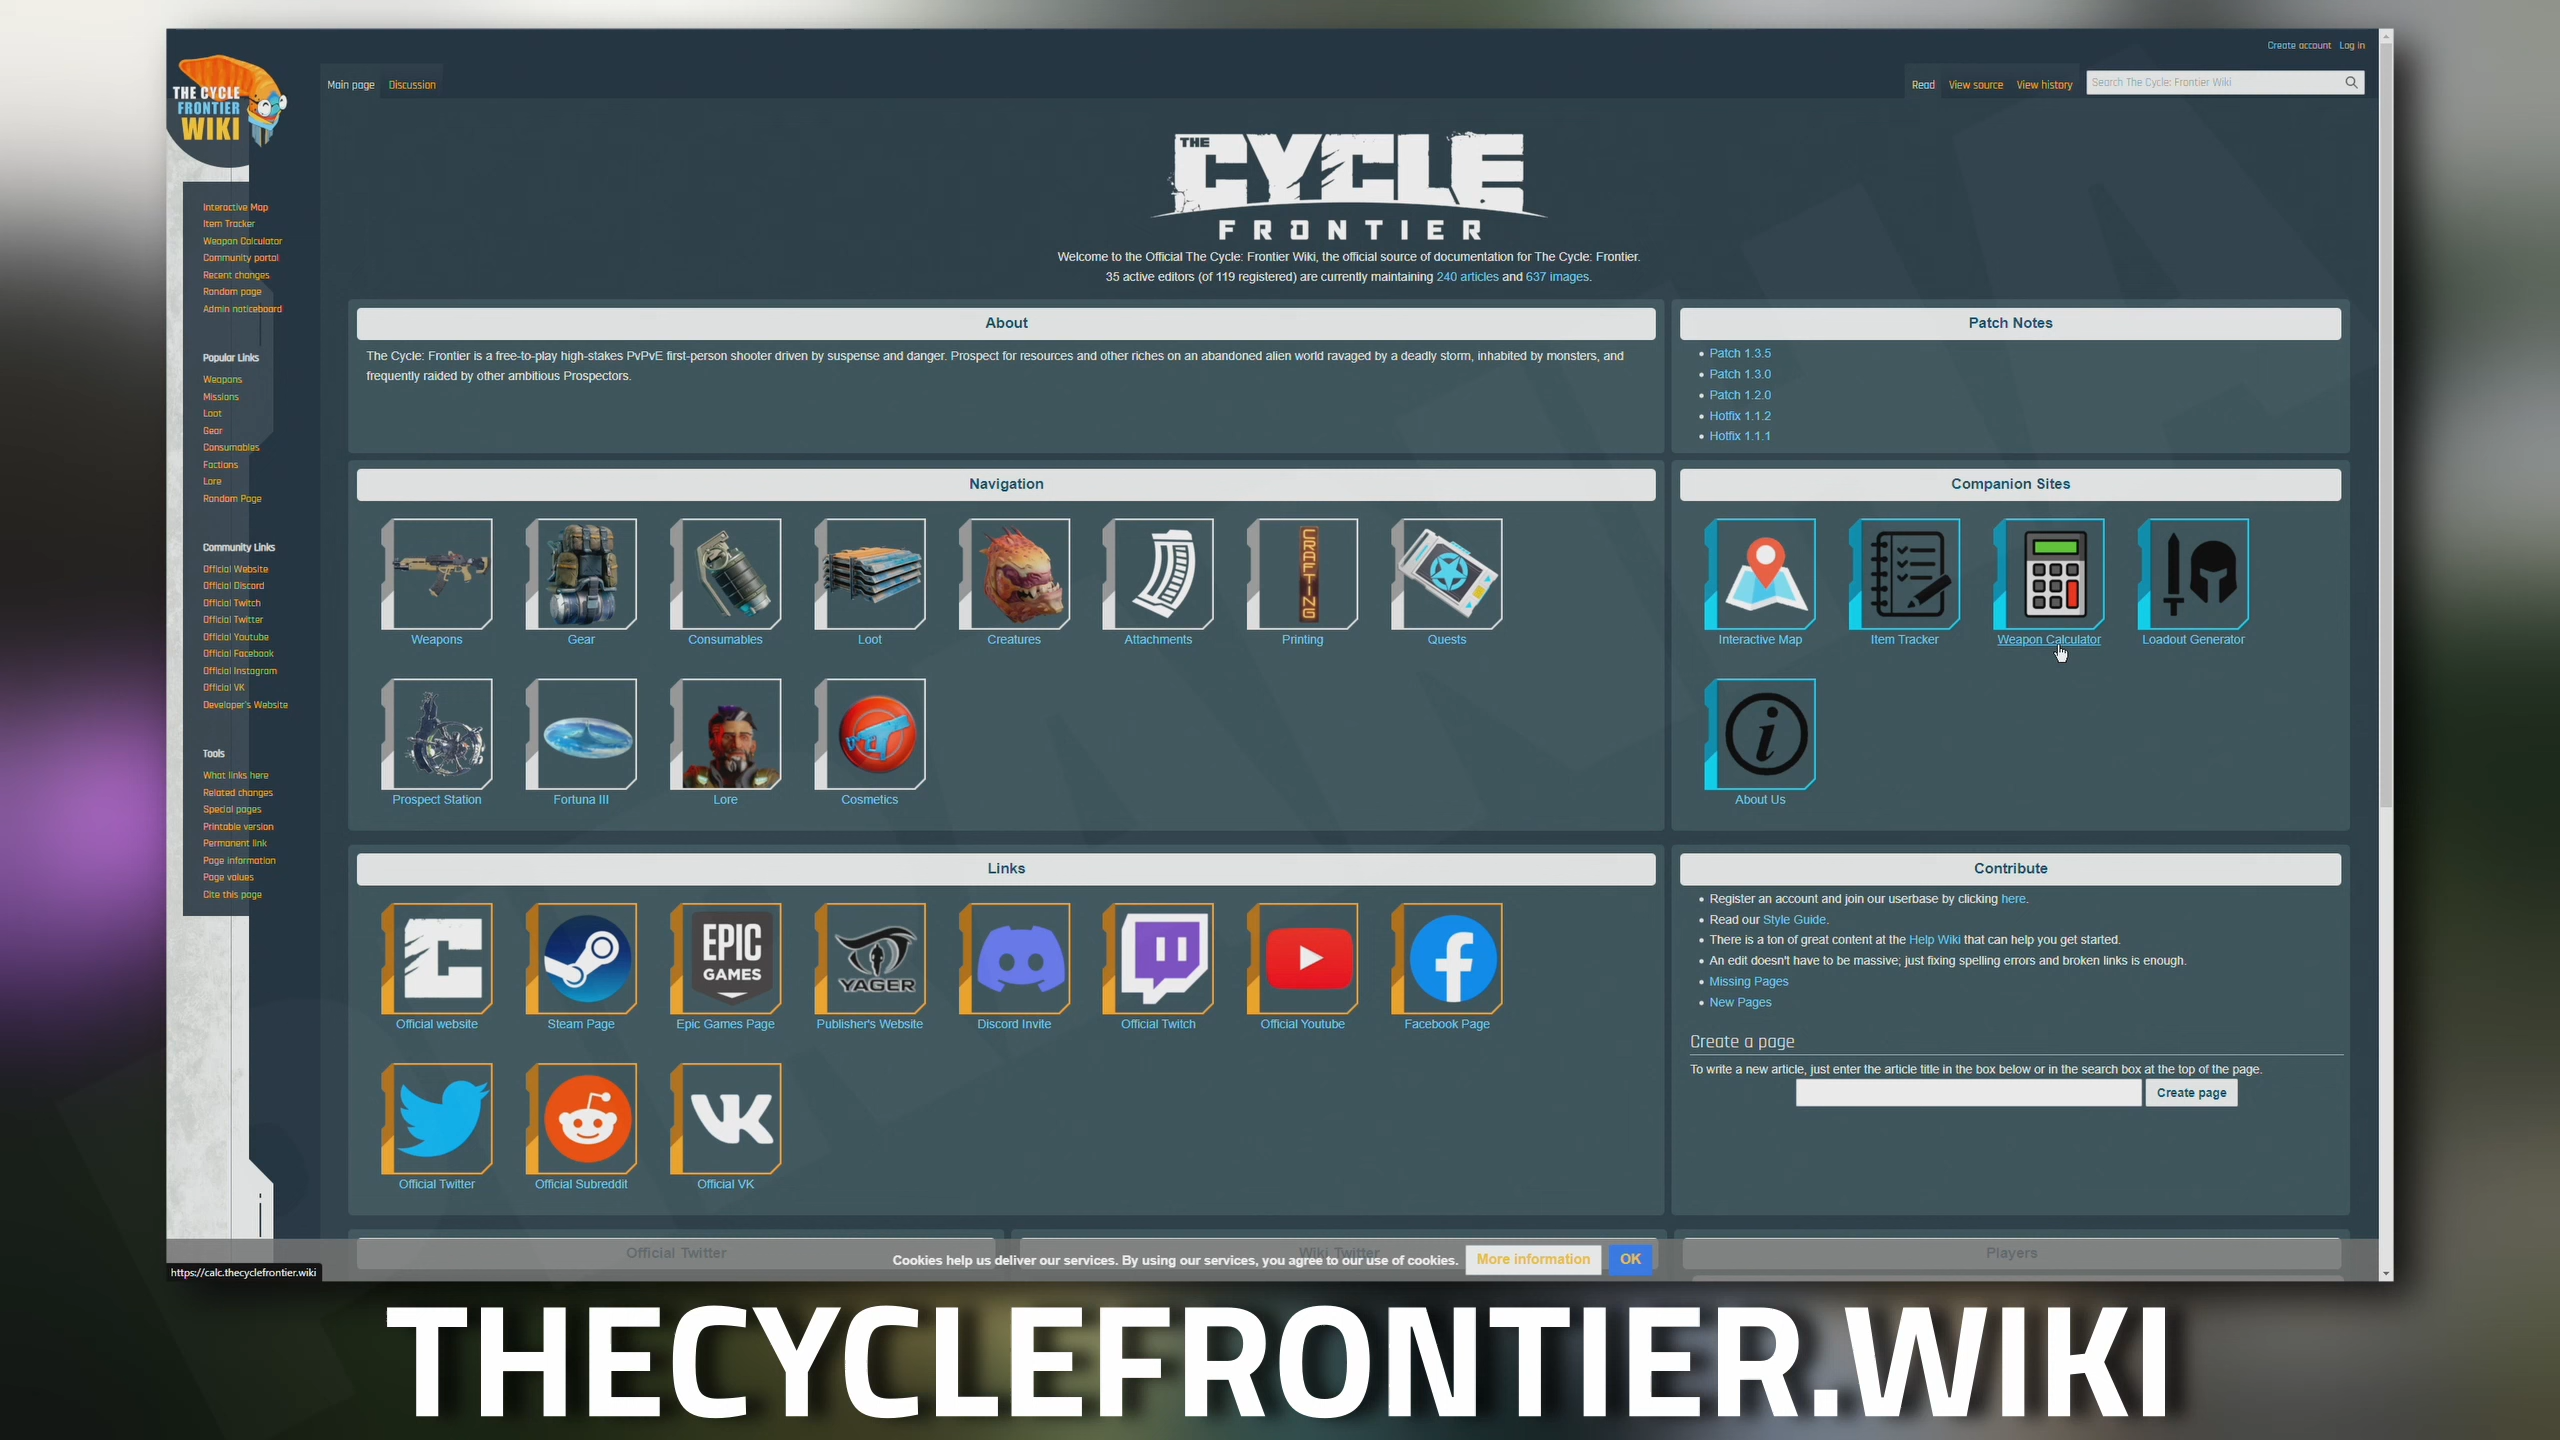 Create account Log in
THE CYCLE
FRONTIER
WIKI
Main page Discussion
Read View source View history Search The Cycle: Frontier Wiki
THE
CYCLE
FRONTIER
Welcome to the Official The Cycle: Frontier Wiki, the official source of documentation for The Cycle: Frontier.
35 active editors (of 119 registered) are currently maintaining 240 articles and 637 images.
Interactive Map
Item Tracker
Weapon Calculator
Community portal
Recent changes
Random page
Admin noticeboard
Popular Links
Weapons
Missions
Loot
Gear
Consumables
Factions
Lore
Random Page
Community Links
Official Website
Official Discord
Official Twitch
Official Twitter
Official Youtube
Official Facebook
Official Instagram
Official VK
Developer's Website
Tools
What links here
Related changes
Special pages
Printable version
Permanent link
Page information
Page values
Cite this page
About
The Cycle: Frontier is a free-to-play high-stakes PvPvE first-person shooter driven by suspense and danger. Prospect for resources and other riches on an abandoned alien world ravaged by a deadly storm, inhabited by monsters, and
frequently raided by other ambitious Prospectors.
Patch Notes
Patch 1.3.5
Patch 1.3.0
Patch 1.2.0
Hotfix 1.1.2
Hotfix 1.1.1
Navigation
CRAFTING
Weapons Gear Consumables Loot Creatures Attachments Printing Quests
Prospect Station Fortuna III Lore Cosmetics
Companion Sites
Interactive Map Item Tracker Weapon Calculator Loadout Generator
i
About Us
Links
EPIC
GAMES
YAGER
Official website Steam Page Epic Games Page Publisher's Website Discord Invite Official Twitch Official Youtube Facebook Page
Official Twitter Official Subreddit Official VK
Contribute
Register an account and join our userbase by clicking here.
Read our Style Guide.
There is a ton of great content at the Help Wiki that can help you get started.
An edit doesn't have to be massive; just fixing spelling errors and broken links is enough.
Missing Pages
New Pages
Create a page
To write a new article, just enter the article title in the box below or in the search box at the top of the page.
Create page
Official Twitter Wiki Twitter Players
Cookies help us deliver our services. By using our services, you agree to our use of cookies. More information OK
https://calc.thecyclefrontier.wiki
THECYCLEFRONTIER.WIKI